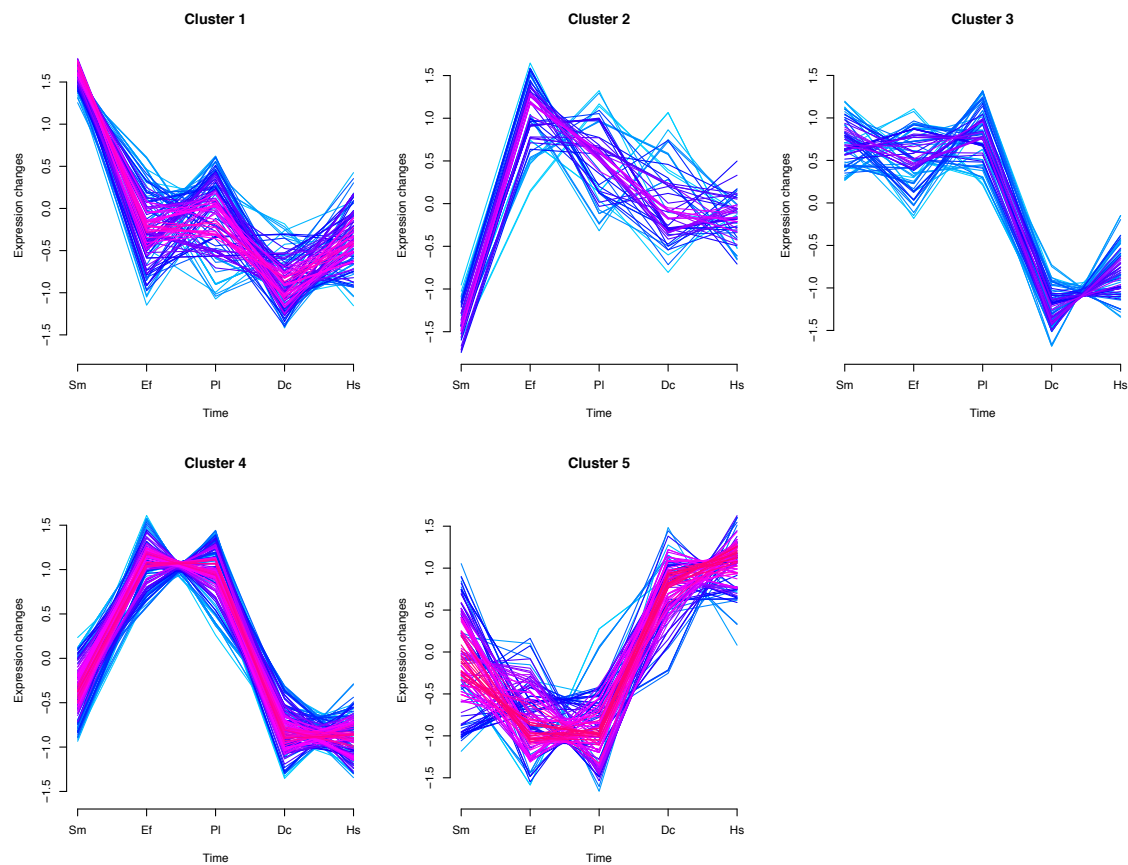 Cluster 1
Expression changes
1.5
1.0
0.5
0.0
−0.5
−1.0
−1.5
Sm Ef Pl Dc Hs
Time
Cluster 2
Expression changes
1.5
1.0
0.5
0.0
−0.5
−1.0
−1.5
Sm Ef Pl Dc Hs
Time
Cluster 3
Expression changes
1.5
1.0
0.5
0.0
−0.5
−1.0
−1.5
Sm Ef Pl Dc Hs
Time
Cluster 4
Expression changes
1.5
1.0
0.5
0.0
−0.5
−1.0
−1.5
Sm Ef Pl Dc Hs
Time
Cluster 5
Expression changes
1.5
1.0
0.5
0.0
−0.5
−1.0
−1.5
Sm Ef Pl Dc Hs
Time